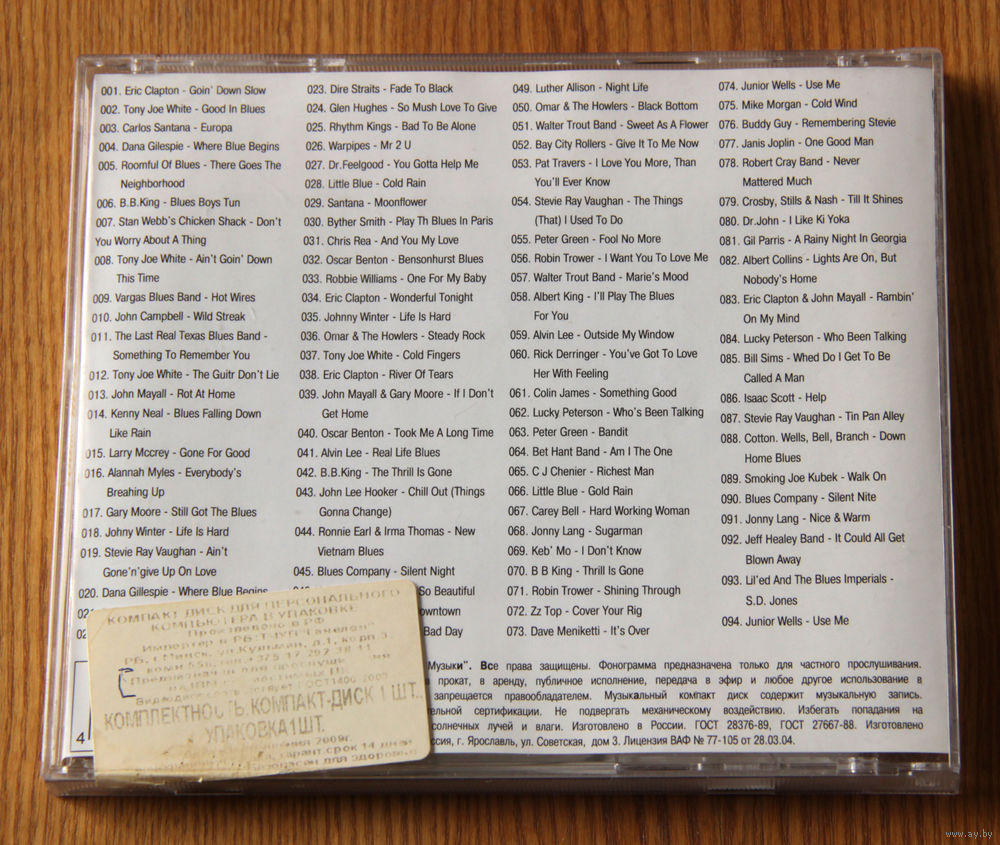 001. Eric Clapton - Goin' Down Slow
002. Tony Joe White - Good In Blues
003. Carlos Santana - Europa
004. Dana Gilespie - Where Blue Begins
005. Roomful Of Blues - There Goes The
Neighborhood
006. B.B.King - Blues Boys Tun
007. Stan Webb's Chicken Shack - Don't
You Worry About A Thing
008. Tony Joe White - Ain't Goin' Down
This Time
009. Vargas Blues Band - Hot Wires
010. John Campbell - Wild Streak
011. The Last Real Texas Blues Band -
Something To Remember You
012. Tony Joe White - The Guitr Don't Lie
013. John Mayall - Rot At Home
014. Kenny Neal - Blues Falling Down
Like Rain
015. Larry Mccrey - Gone For Good
016. Alannah Myles - Everybody's
Breahing Up
017. Gary Moore - Still Got The Blues
018. Johny Winter - Life Is Hard
019. Stevie Ray Vaughan - Ain't
Gone'n'give Up On Love
020. Dana Gillespie - Where Blue Begins
023. Dire Straits - Fade To Black
024. Glen Hughes - So Mush Love To Give
025. Rhythm Kings - Bad To Be Alone
026. Warpipes - Mr 2 U
027. Dr.Feelgood - You Gotta Help Me
028. Little Blue - Cold Rain
029. Santana - Moonflower
030. Byther Smith - Play Th Blues In Paris
031. Chris Rea - And You My Love
032. Oscar Benton - Bensonhurst Blues
033. Robbie Williams - One For My Baby
034. Eric Clapton - Wonderful Tonight
035. Johnny Winter - Life Is Hard
036. Omar & The Howlers - Steady Rock
037. Tony Joe White - Cold Fingers
038. Eric Clapton - River Of Tears
039. John Mayall & Gary Moore - If I Don't
Get Home
040. Oscar Benton - Took Me A Long Time
041. Alvin Lee - Real Life Blues
042. B.B.King - The Thrill Is Gone
043. John Lee Hooker - Chill Out (Things
Gonna Change)
044. Ronnie Earl & Irma Thomas - New
Vietnam Blues
045. Blues Company - Silent Night
So Beautiful
owntown
Bad Day
049. Luther Allison - Night Life
050. Omar & The Howlers - Black Bottom
051. Walter Trout Band - Sweet As A Flower
052. Bay City Rollers - Give It To Me Now
053. Pat Travers - I Love You More, Than
You'll Ever Know
054. Stevie Ray Vaughan - The Things
(That) I Used To Do
055. Peter Green - Fool No More
056. Robin Trower - I Want You To Love Me
057. Walter Trout Band - Marie's Mood
058. Albert King - I'll Play The Blues
For You
059. Alvin Lee - Outside My Window
060. Rick Derringer - You've Got To Love
Her With Feeling
061. Colin James - Something Good
062. Lucky Peterson - Who's Been Talking
063. Peter Green - Bandit
064. Bet Hant Band - Am I The One
065. C J Chenier - Richest Man
066. Little Blue - Gold Rain
067. Carey Bell - Hard Working Woman
068. Jonny Lang - Sugarman
069. Keb' Mo - I Don't Know
070. B B King - Thrill Is Gone
071. Robin Trower - Shining Through
072. Zz Top - Cover Your Rig
073. Dave Meniketti - It's Over
074. Junior Wells - Use Me
075. Mike Morgan - Cold Wind
076. Buddy Guy - Remembering Stevie
077. Janis Joplin - One Good Man
078. Robert Cray Band - Never
Mattered Much
079. Crosby, Stills & Nash - Till It Shines
080. Dr.John - I Like Ki Yoka
081. Gil Parris - A Rainy Night In Georgia
082. Albert Collins - Lights Are On, But
Nobody's Home
083. Eric Clapton & John Mayall - Rambin'
On My Mind
084. Lucky Peterson - Who Been Talking
085. Bill Sims - Whed Do I Get To Be
Called A Man
086. Isaac Scott - Help
087. Stevie Ray Vaughan - Tin Pan Alley
088. Cotton. Wells, Bell, Branch - Down
Home Blues
089. Smoking Joe Kubek - Walk On
090. Blues Company - Silent Nite
091. Jonny Lang - Nice & Warm
092. Jeff Healey Band - It Could All Get
Blown Away
093. Lil'ed And The Blues Imperials -
S.D. Jones
094. Junior Wells - Use Me
Музыки". Все права защищены. Фонограмма предназначена только для частного прослушивания.
прокат, в аренду, публичное исполнение, передача в эфир и любое другое использование в
запрещается правообладателем. Музыкальный компакт диск содержит музыкальную запись.
тельной сертификации. Не подвергать механическому воздействию. Избегать попадания на
солнечных лучей и влаги. Изготовлено в России. ГОСТ 28376-89, ГОСТ 27667-88. Изготовлено
ссия, г. Ярославль, ул. Советская, дом 3. Лицензия ВАФ № 77-105 от 28.03.04.
4
КОМПАКТ ДИСК ДЛЯ ПЕРСОНАЛЬНОГО
КОМПЬЮТЕРА В УПАКОВКЕ
Произведено в РФ
Импортер в РБ:
РБ, г.Минск, ул.Кульман, д.1,
КОМПЛЕКТНОСТЬ.КОМПАКТ-ДИСК 1 ШТ.,
УПАКОВКА1ШТ.
2009г.
гарант.срок 14 дней
для здоровья
www.ay.by